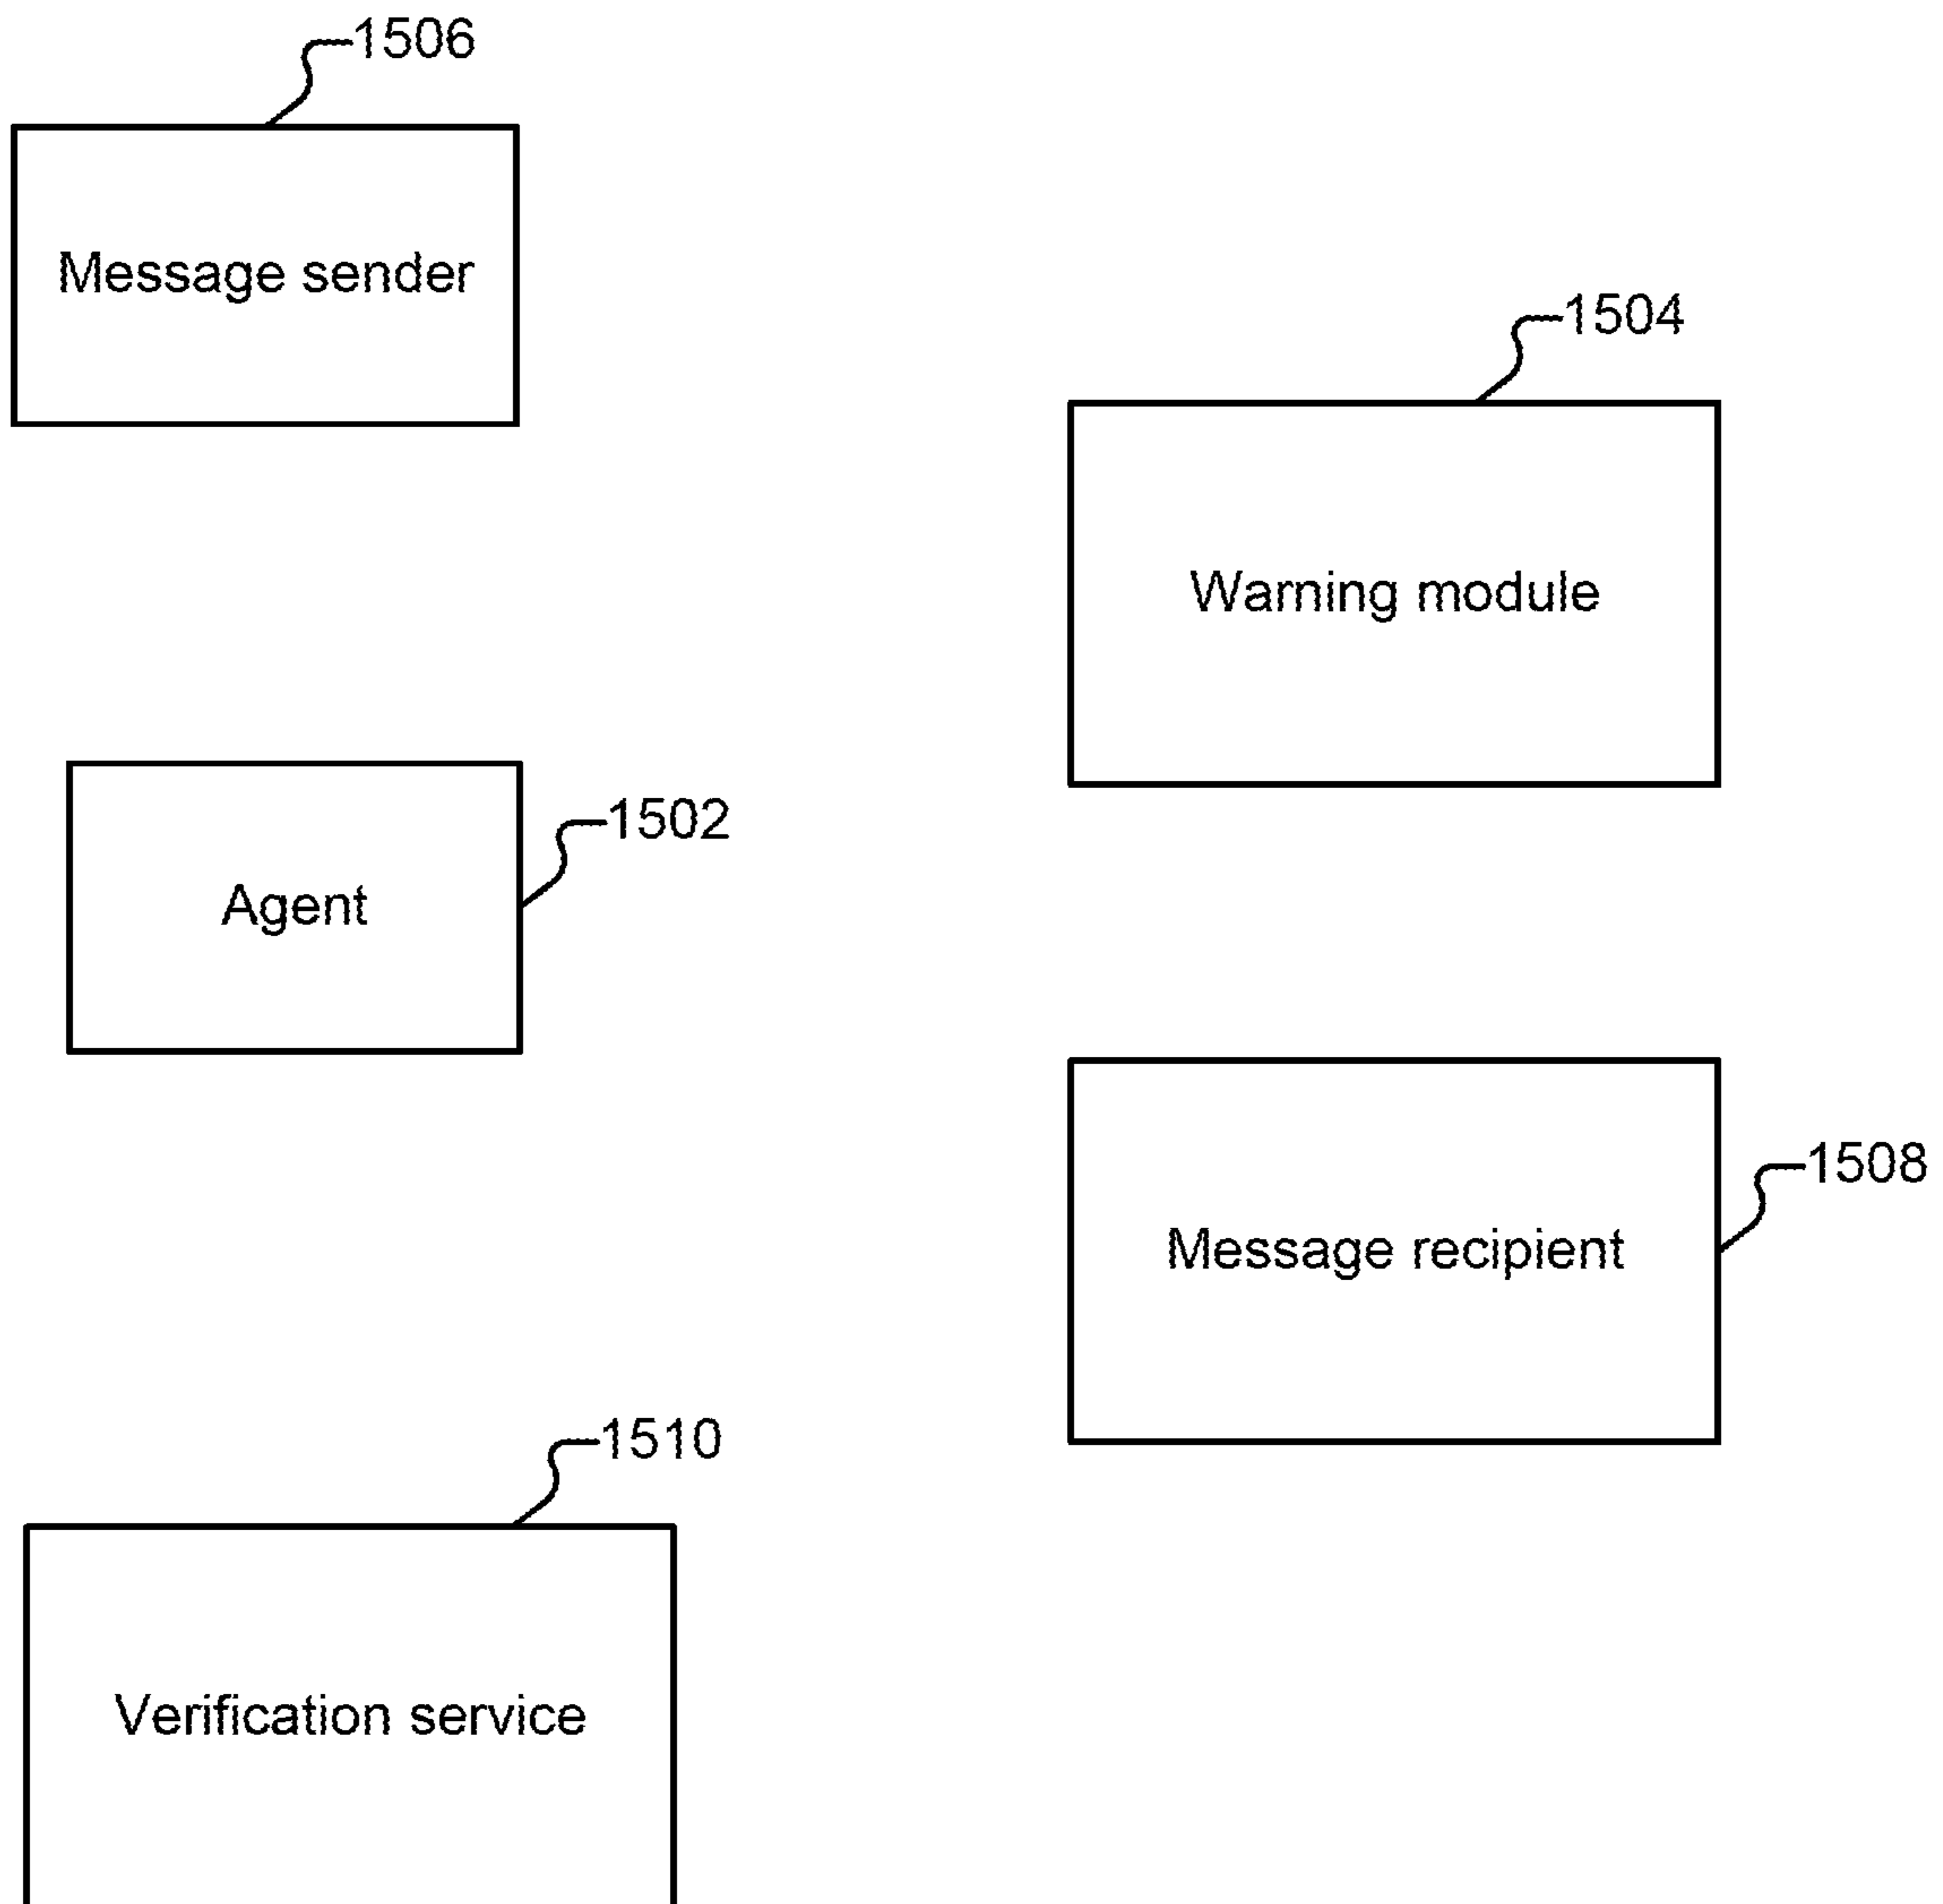 1506
Message sender
1504
Warning module
1502
Agent
1508
Message recipient
1510
Verification service